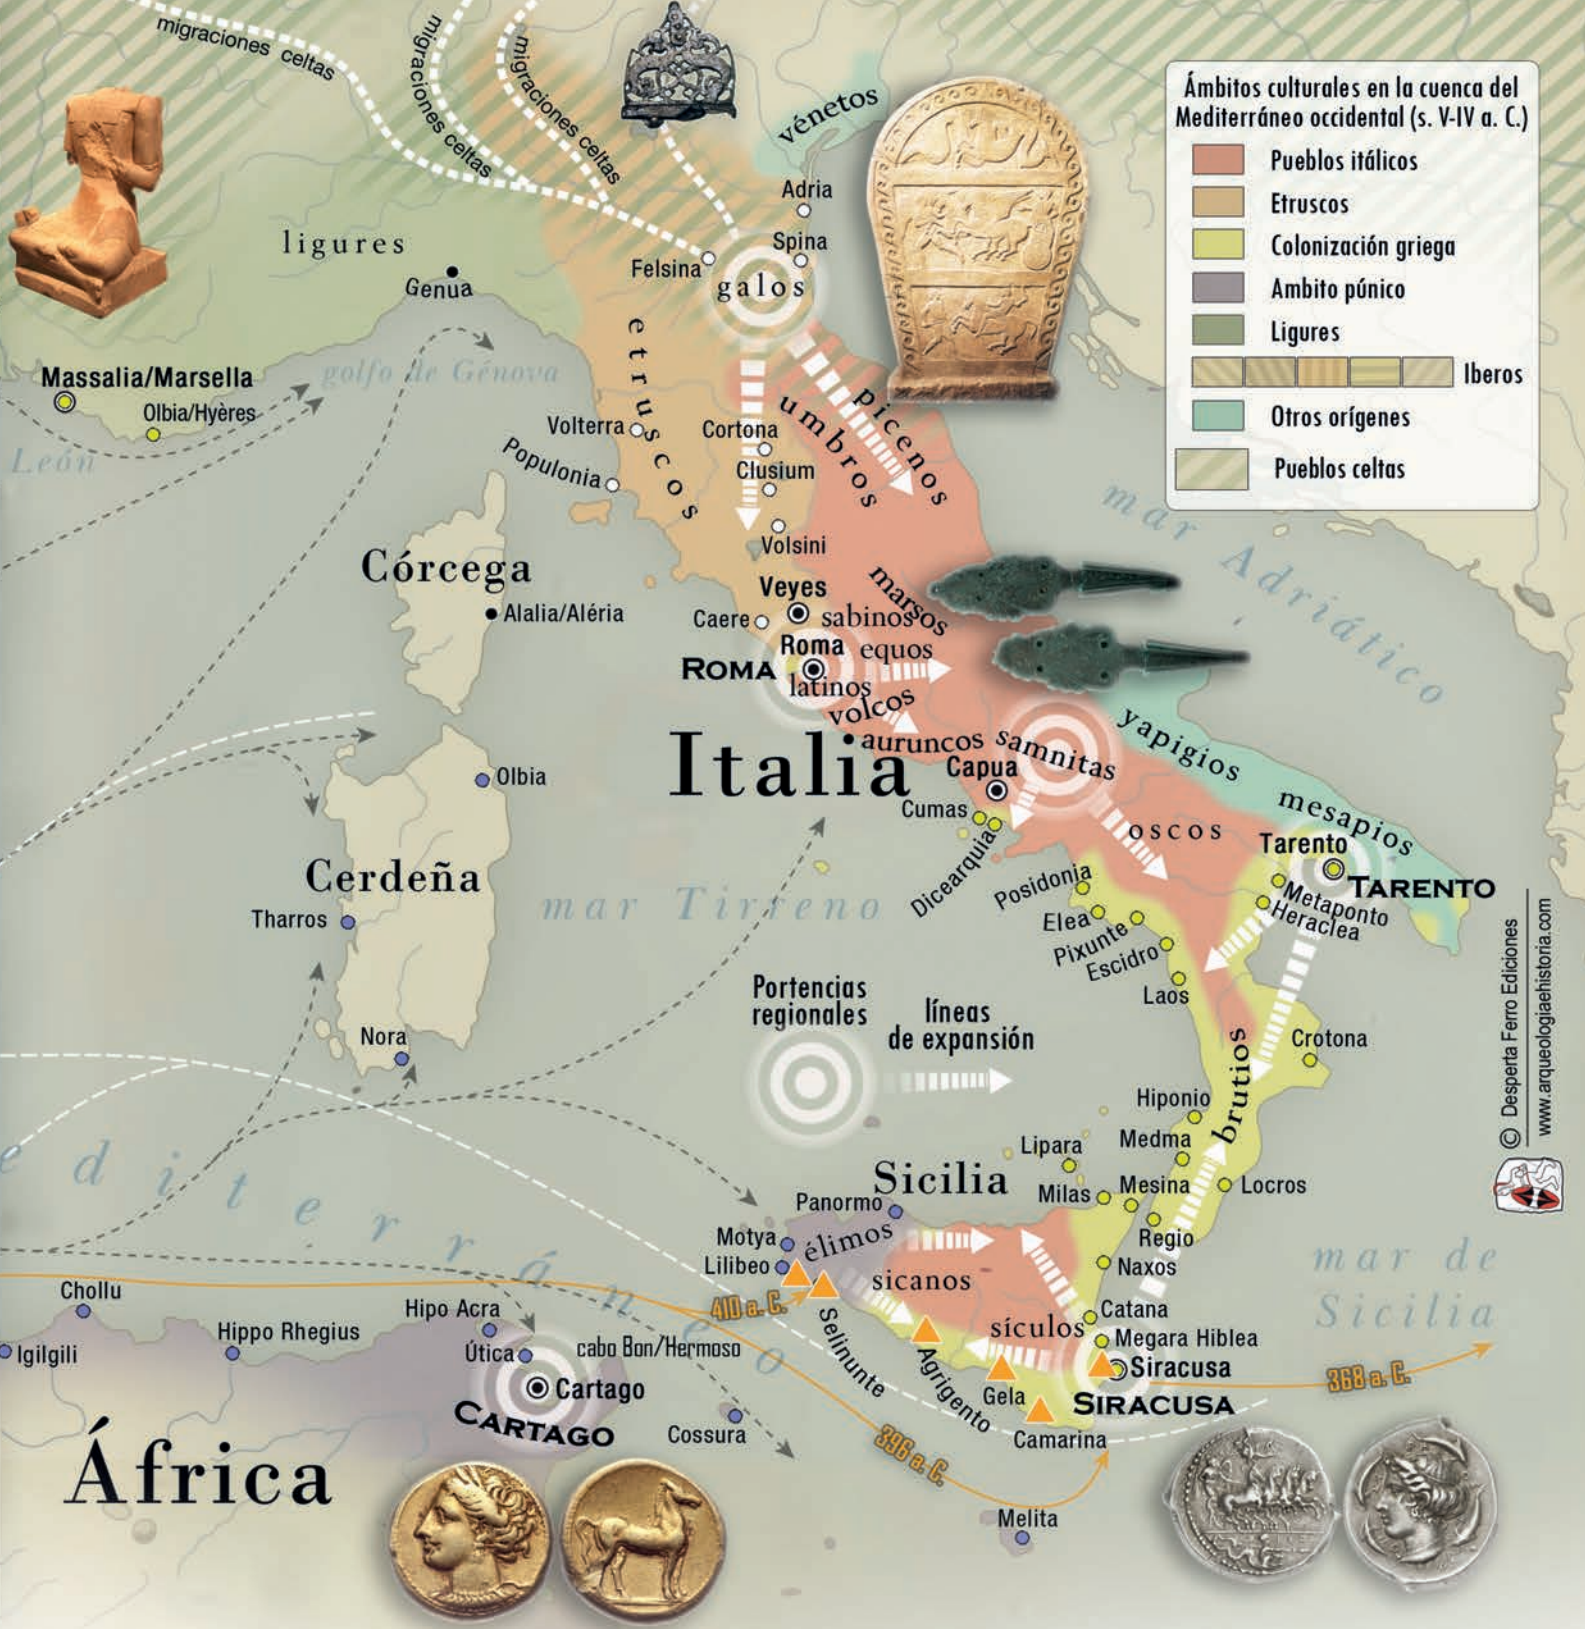 migraciones celtas
migraciones celtas
migraciones celtas
vénetos
Adria
Spina
Felsina
galos
ligures
Genua
golfo de Génova
Massalia/Marsella
Olbia/Hyères
León
etruscos
Volterra
Populonia
Cortona
Clusium
Volsini
umbros
picenos
Ámbitos culturales en la cuenca del
Mediterráneo occidental (s. V-IV a. C.)
Pueblos itálicos
Etruscos
Colonización griega
Ambito púnico
Ligures
Iberos
Otros orígenes
Pueblos celtas
mar Adriático
Córcega
Alalia/Aléria
Veyes
Caere
sabinos
marsos
Roma
ROMA
equos
latinos
volcos
auruncos
samnitas
Italia
Capua
Cumas
Dicearquia
yapigios
mesapios
oscos
Tarento
TARENTO
Metaponto
Heraclea
Posidonia
Elea
Pixunte
Escidro
Laos
Olbia
Cerdeña
Tharros
Nora
mar Tirreno
Portencias
regionales
líneas
de expansión
Crotona
brutios
Hiponio
Medma
Lipara
Milas
Mesina
Locros
Regio
Naxos
Sicilia
Panormo
Motya
Lilibeo
élimos
sicanos
sículos
Catana
Megara Hiblea
Siracusa
SIRACUSA
Selinunte
Agrigento
Gela
Camarina
mar de
Sicilia
410 a. C.
396 a. C.
368 a. C.
editerráneo
Chollu
Igilgili
Hippo Rhegius
Hipo Acra
Útica
cabo Bon/Hermoso
Cartago
CARTAGO
Cossura
Melita
África
© Desperta Ferro Ediciones
www.arqueologiaehistoria.com